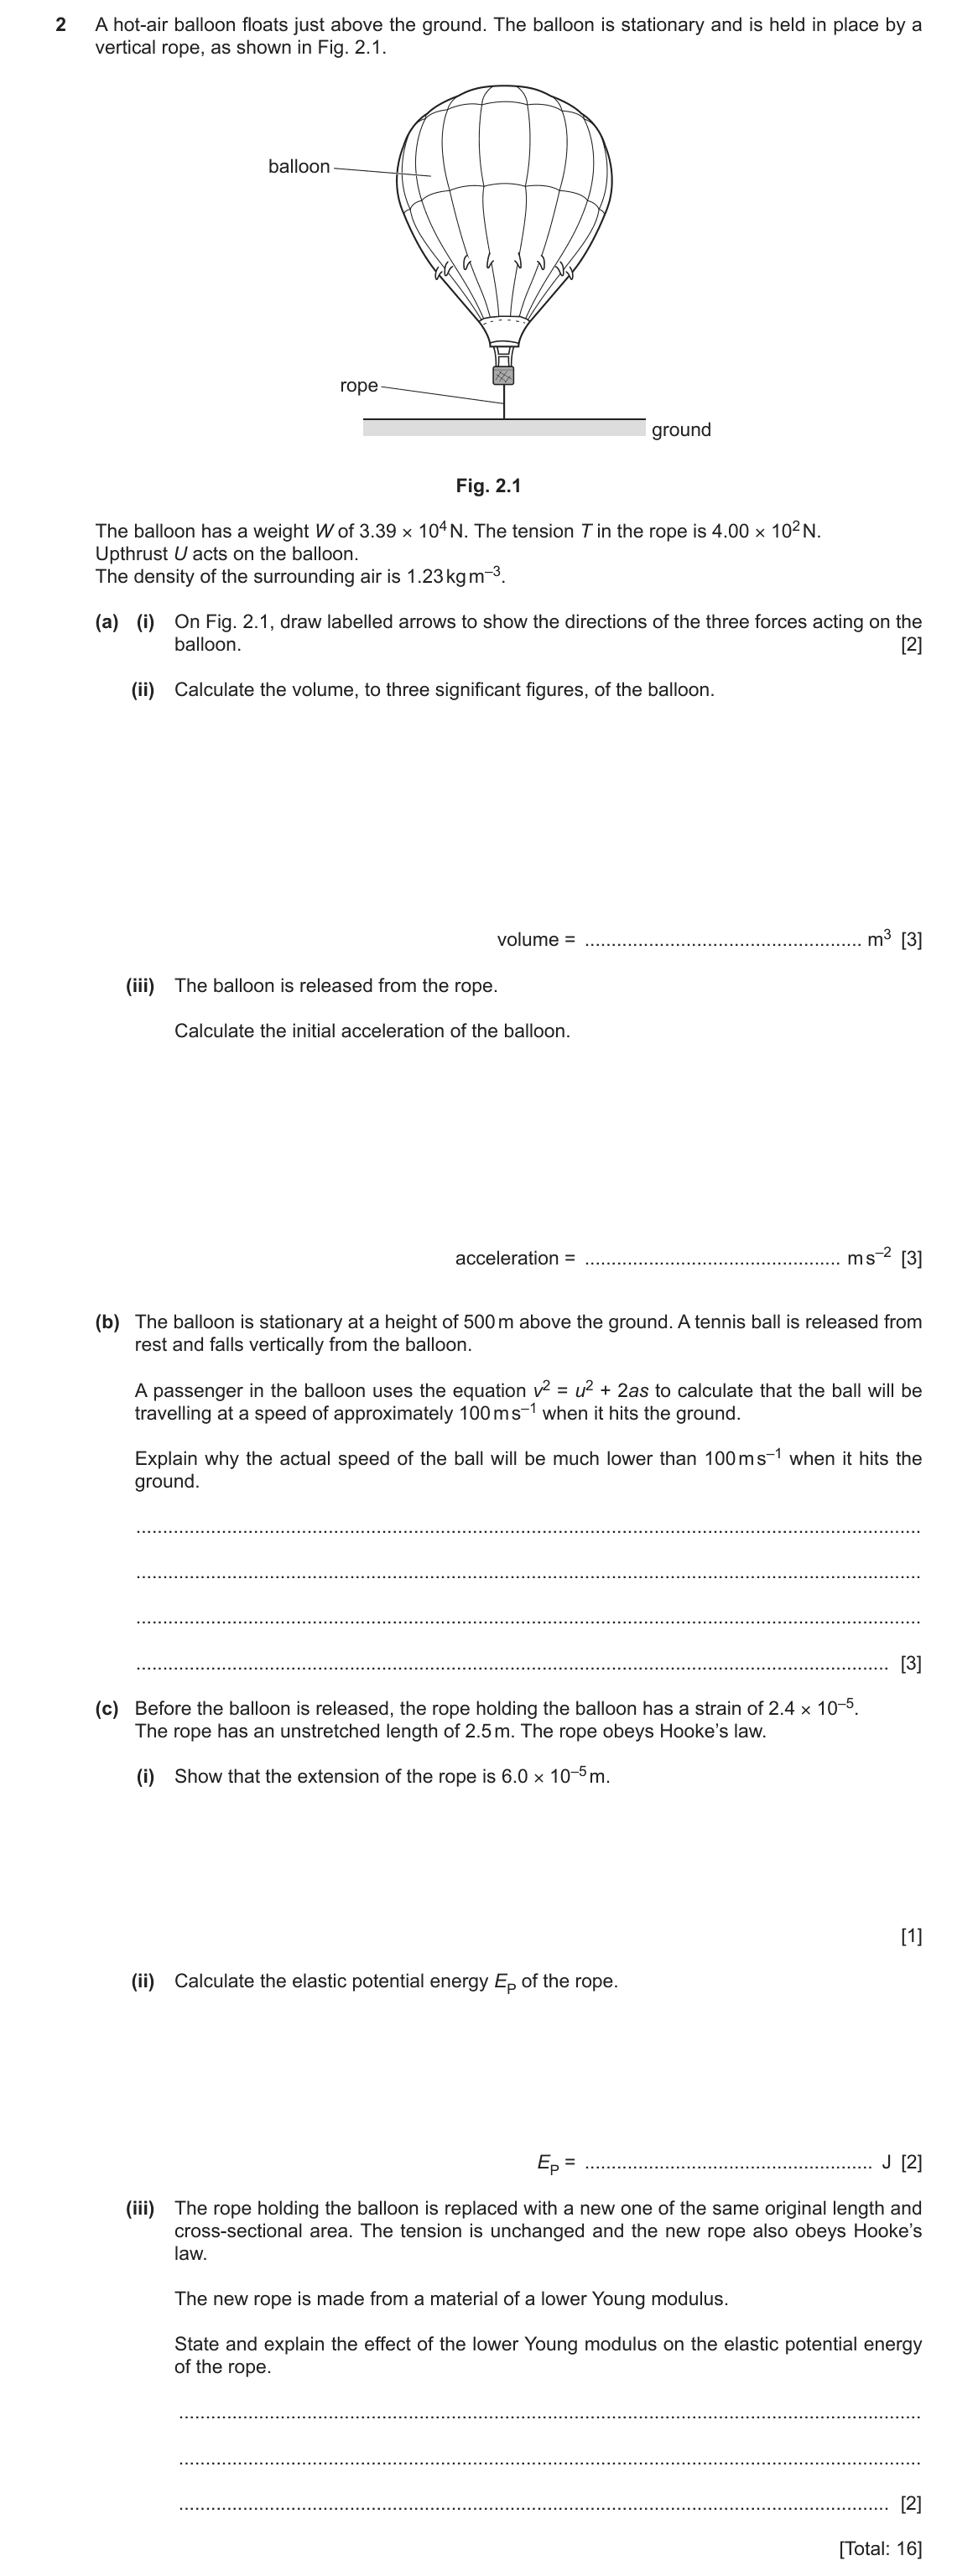 2 A hot-air balloon floats just above the ground. The balloon is stationary and is held in place by a
vertical rope, as shown in Fig. 2.1.
balloon
rope
ground
Fig. 2.1
The balloon has a weight W of 3.39 × 10⁴ N. The tension T in the rope is 4.00 × 10² N.
Upthrust U acts on the balloon.
The density of the surrounding air is 1.23 kg m⁻³.
(a) (i) On Fig. 2.1, draw labelled arrows to show the directions of the three forces acting on the
balloon. [2]
(ii) Calculate the volume, to three significant figures, of the balloon.
volume = .................................................... m³ [3]
(iii) The balloon is released from the rope.
Calculate the initial acceleration of the balloon.
acceleration = ................................................ m s⁻² [3]
(b) The balloon is stationary at a height of 500 m above the ground. A tennis ball is released from
rest and falls vertically from the balloon.
A passenger in the balloon uses the equation v² = u² + 2as to calculate that the ball will be
travelling at a speed of approximately 100 m s⁻¹ when it hits the ground.
Explain why the actual speed of the ball will be much lower than 100 m s⁻¹ when it hits the
ground.
....................................................................................................................................................
....................................................................................................................................................
....................................................................................................................................................
.............................................................................................................................................. [3]
(c) Before the balloon is released, the rope holding the balloon has a strain of 2.4 × 10⁻⁵.
The rope has an unstretched length of 2.5 m. The rope obeys Hooke's law.
(i) Show that the extension of the rope is 6.0 × 10⁻⁵ m.
[1]
(ii) Calculate the elastic potential energy E_P of the rope.
E_P = ...................................................... J [2]
(iii) The rope holding the balloon is replaced with a new one of the same original length and
cross-sectional area. The tension is unchanged and the new rope also obeys Hooke's
law.
The new rope is made from a material of a lower Young modulus.
State and explain the effect of the lower Young modulus on the elastic potential energy
of the rope.
............................................................................................................................................
............................................................................................................................................
...................................................................................................................................... [2]
[Total: 16]